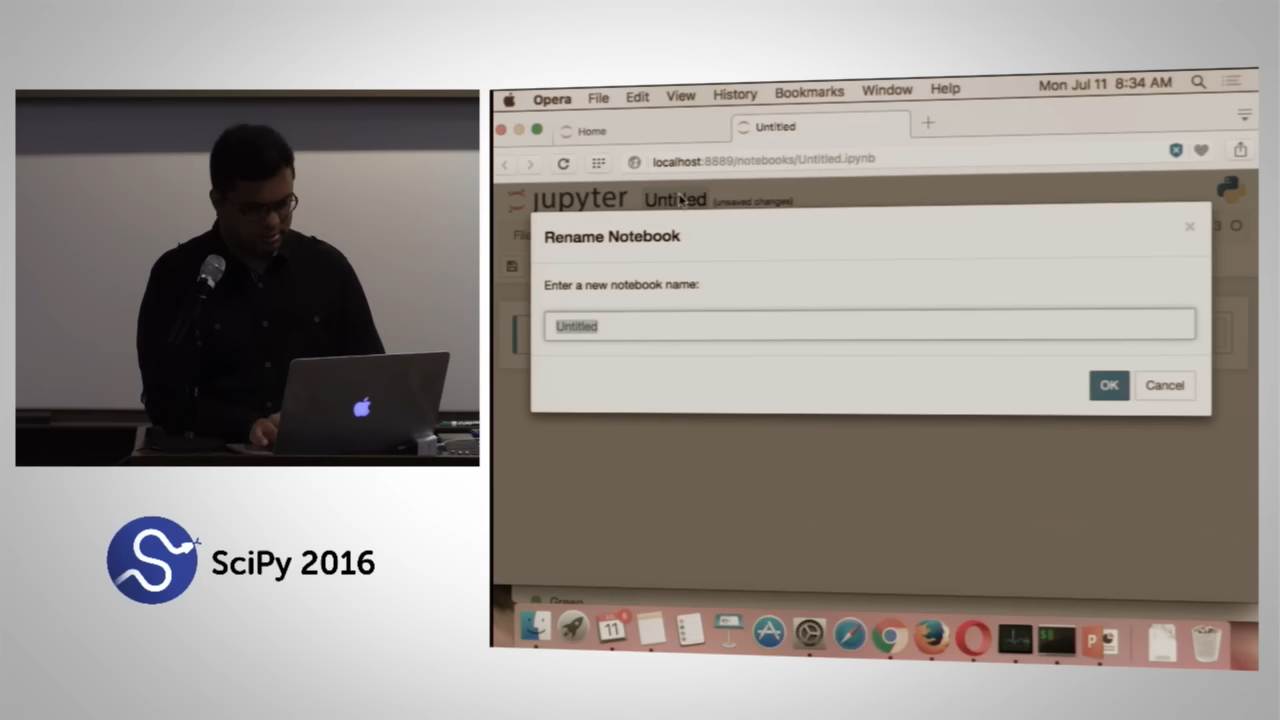 Opera File Edit View History Bookmarks Window Help Mon Jul 11 8:34 AM
Home Untitled
localhost:8889/notebooks/Untitled.ipynb
jupyter Untitled (unsaved changes)
Rename Notebook
3
Enter a new notebook name:
Untitled
OK Cancel
11
SciPy 2016